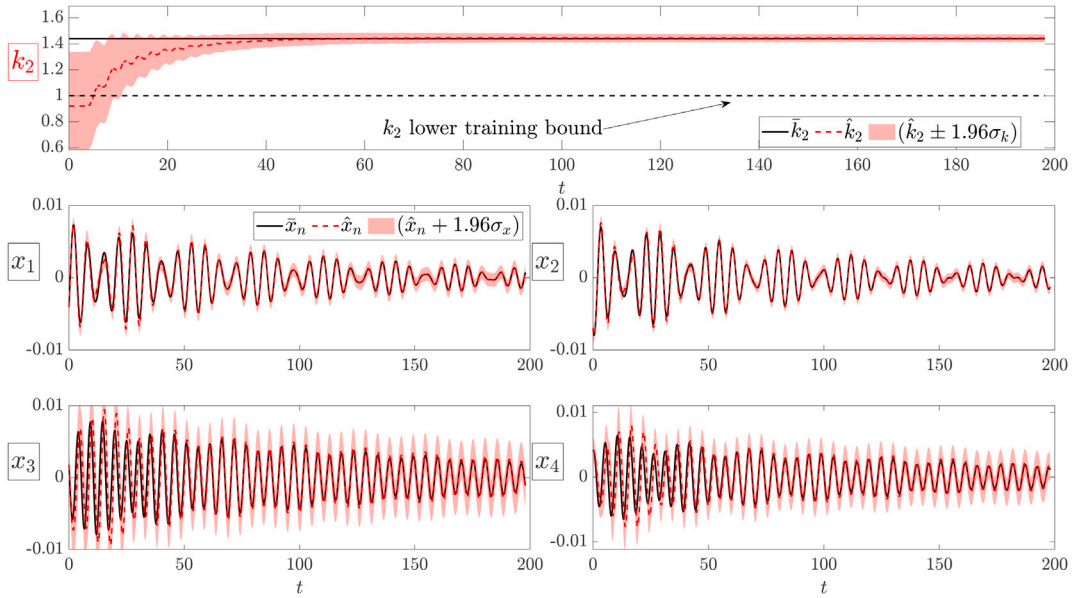 1.6
1.4
1.2
1
0.8
0.6
k₂
k₂ lower training bound
k̄₂ k̂₂ (k̂₂ ± 1.96σₖ)
0 20 40 60 80 100 120 140 160 180 200
t
0.01
0
-0.01
x₁
x̄ₙ x̂ₙ (x̂ₙ + 1.96σₓ)
0 50 100 150 200
0.01
0
-0.01
x₂
0 50 100 150 200
0.01
0
-0.01
x₃
0 50 100 150 200
t
0.01
0
-0.01
x₄
0 50 100 150 200
t